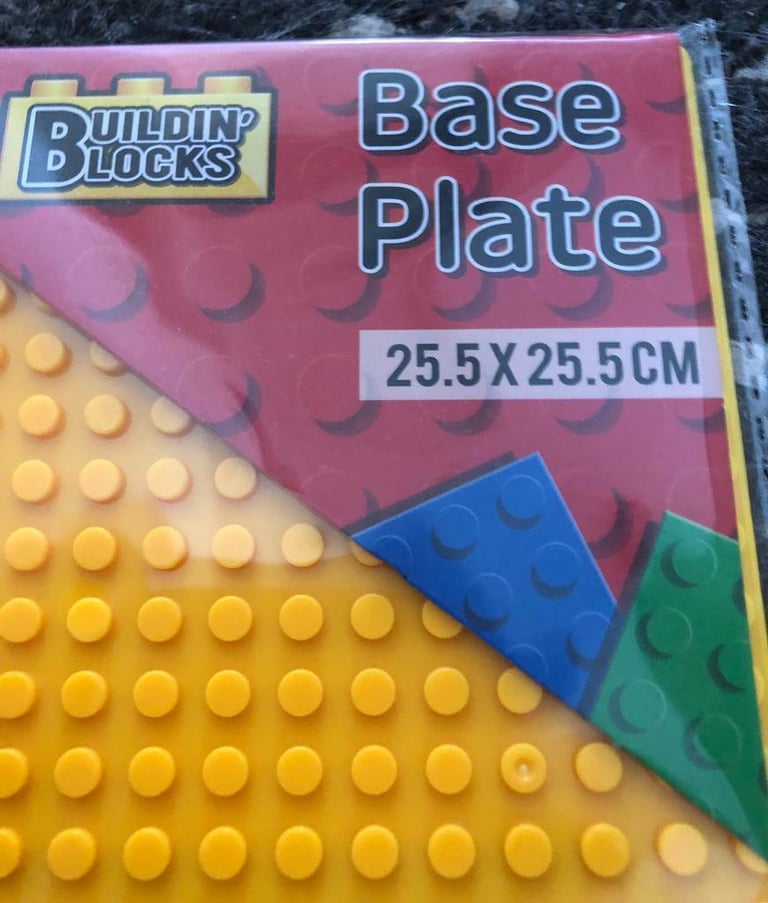 BUILDIN'
BLOCKS
Base
Plate
25.5 X 25.5 CM